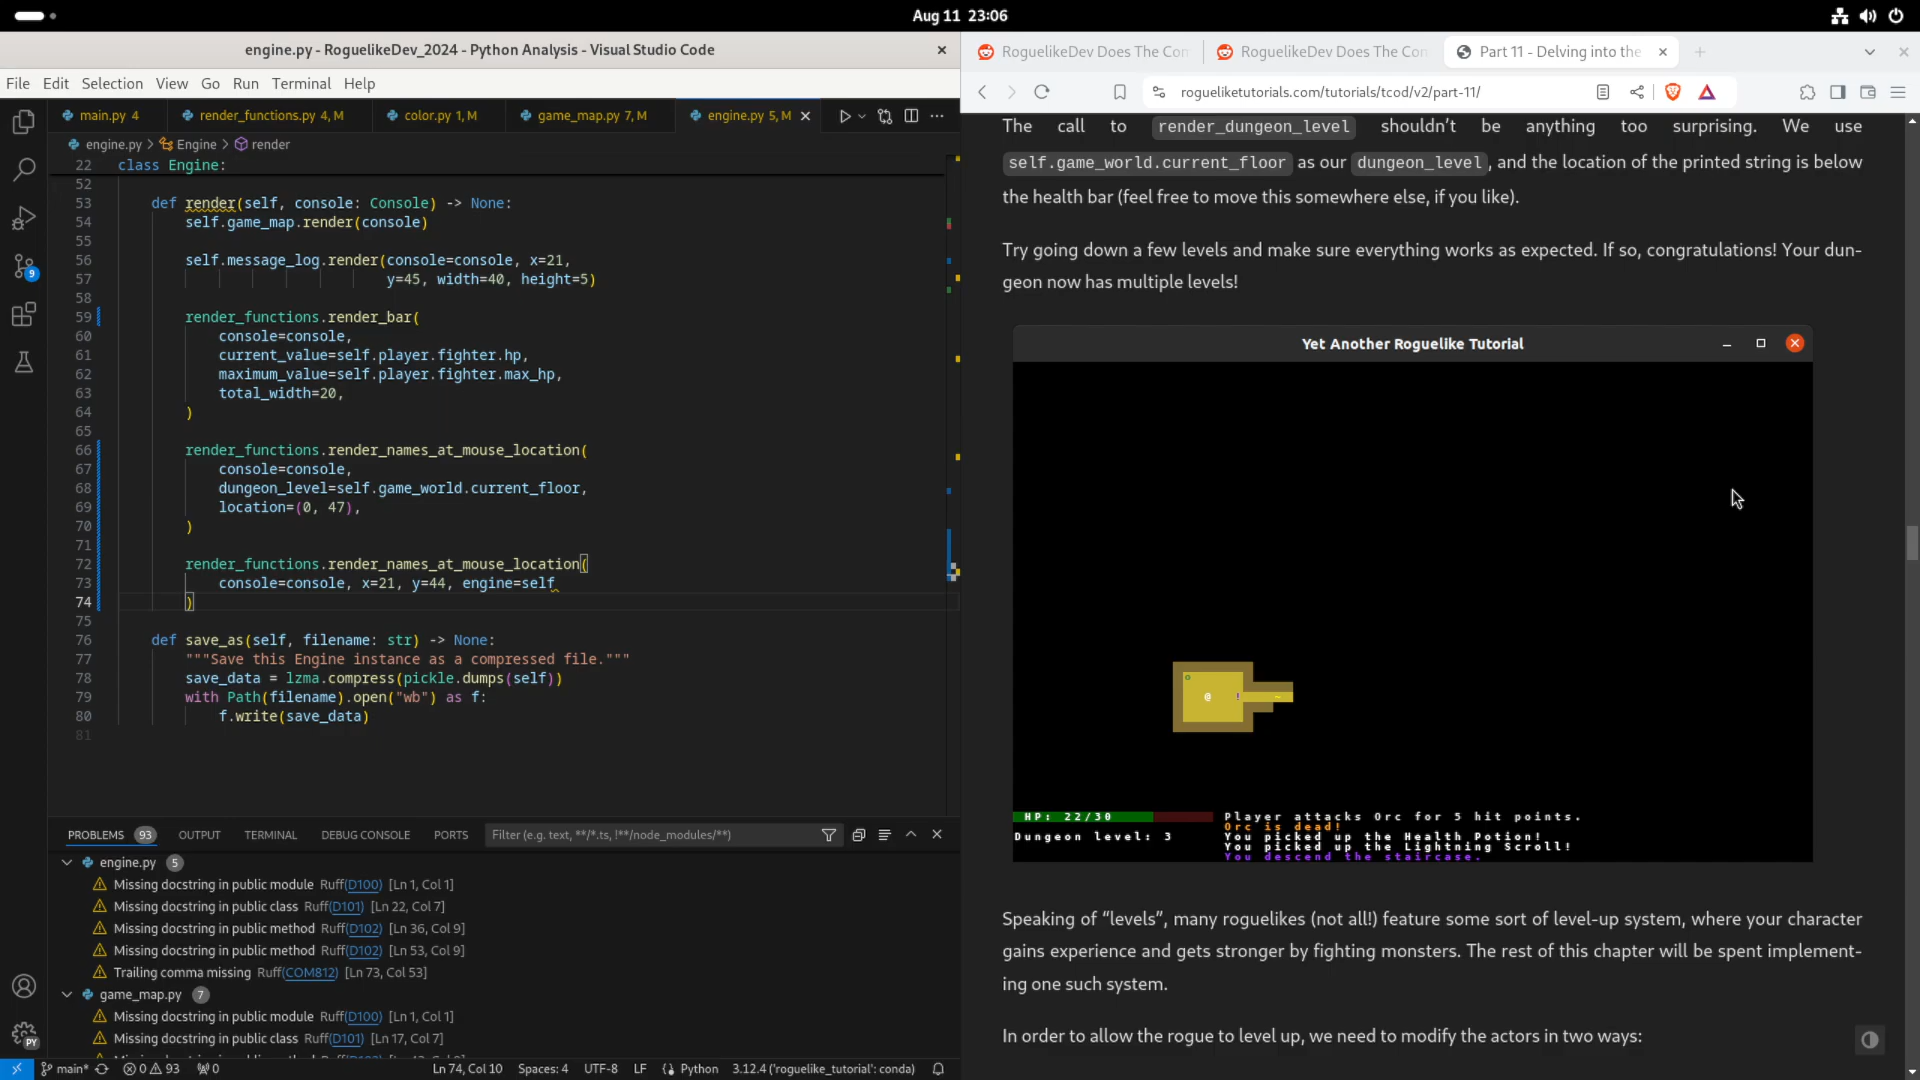 Aug 11  23:06
engine.py - RoguelikeDev_2024 - Python Analysis - Visual Studio Code
File Edit Selection View Go Run Terminal Help
main.py 4
render_functions.py 4, M
color.py 1, M
game_map.py 7, M
engine.py 5, M
engine.py > Engine > render
22 class Engine:
52
53 def render(self, console: Console) -> None:
54 self.game_map.render(console)
55
56 self.message_log.render(console=console, x=21,
57 y=45, width=40, height=5)
58
59 render_functions.render_bar(
60 console=console,
61 current_value=self.player.fighter.hp,
62 maximum_value=self.player.fighter.max_hp,
63 total_width=20,
64 )
65
66 render_functions.render_names_at_mouse_location(
67 console=console,
68 dungeon_level=self.game_world.current_floor,
69 location=(0, 47),
70 )
71
72 render_functions.render_names_at_mouse_location(
73 console=console, x=21, y=44, engine=self
74 )
75
76 def save_as(self, filename: str) -> None:
77 """Save this Engine instance as a compressed file."""
78 save_data = lzma.compress(pickle.dumps(self))
79 with Path(filename).open("wb") as f:
80 f.write(save_data)
81
9
PROBLEMS 93 OUTPUT TERMINAL DEBUG CONSOLE PORTS Filter (e.g. text, **/*.ts, !**/node_modules/**)
engine.py 5
Missing docstring in public module Ruff(D100) [Ln 1, Col 1]
Missing docstring in public class Ruff(D101) [Ln 22, Col 7]
Missing docstring in public method Ruff(D102) [Ln 36, Col 9]
Missing docstring in public method Ruff(D102) [Ln 53, Col 9]
Trailing comma missing Ruff(COM812) [Ln 73, Col 53]
game_map.py 7
Missing docstring in public module Ruff(D100) [Ln 1, Col 1]
Missing docstring in public class Ruff(D101) [Ln 17, Col 7]
PY
main* 0 93 0 Ln 74, Col 10 Spaces: 4 UTF-8 LF Python 3.12.4 ('roguelike_tutorial': conda)
RoguelikeDev Does The Con
RoguelikeDev Does The Con
Part 11 - Delving into the
rogueliketutorials.com/tutorials/tcod/v2/part-11/
The call to render_dungeon_level shouldn’t be anything too surprising. We use
self.game_world.current_floor as our dungeon_level, and the location of the printed string is below
the health bar (feel free to move this somewhere else, if you like).
Try going down a few levels and make sure everything works as expected. If so, congratulations! Your dun-
geon now has multiple levels!
Yet Another Roguelike Tutorial
o
@ ! ~
HP: 22/30
Dungeon level: 3
Player attacks Orc for 5 hit points.
Orc is dead!
You picked up the Health Potion!
You picked up the Lightning Scroll!
You descend the staircase.
Speaking of “levels”, many roguelikes (not all!) feature some sort of level-up system, where your character
gains experience and gets stronger by fighting monsters. The rest of this chapter will be spent implement-
ing one such system.
In order to allow the rogue to level up, we need to modify the actors in two ways: